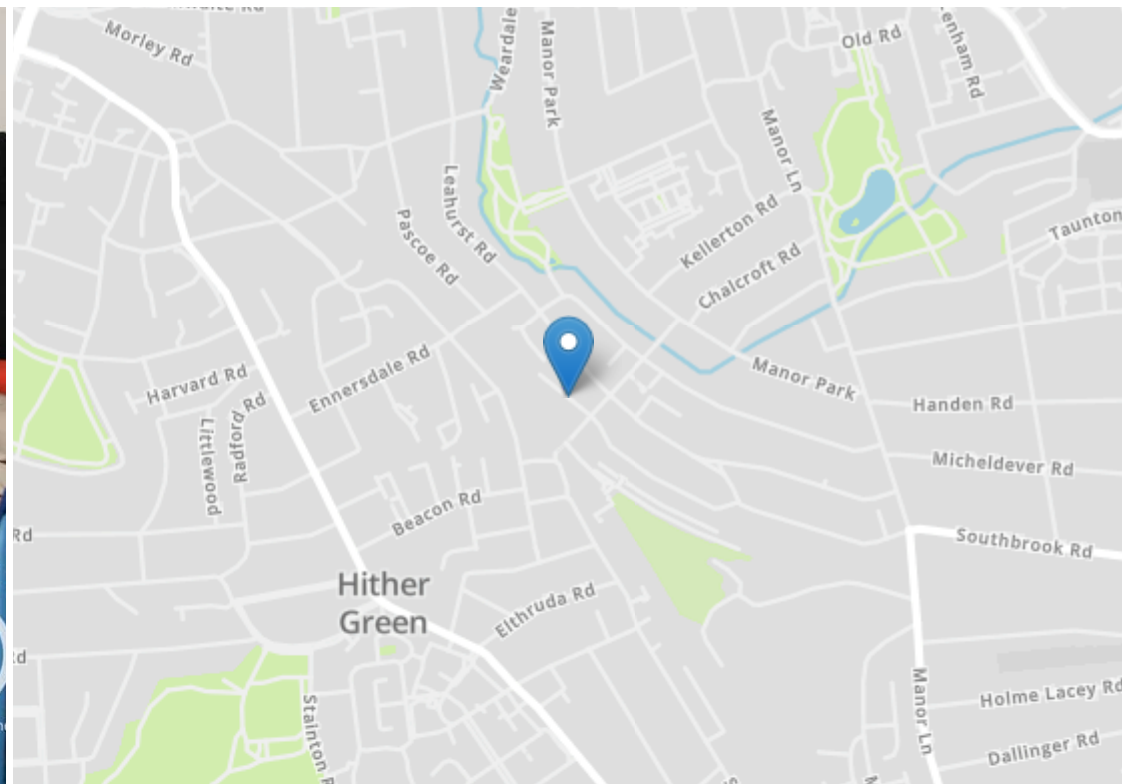 Morley Rd
Weardale
Manor Park
Old Rd
Manor Ln
Leahurst Rd
Pascoe Rd
Kellerton Rd
Chalcroft Rd
Taunton
Harvard Rd
Ennersdale Rd
Manor Park
Radford Rd
Littlewood
Handen Rd
Micheldever Rd
Beacon Rd
Rd
Southbrook Rd
Hither
Green
Elthruda Rd
Manor Ln
Holme Lacey Rd
Stainton
Dallinger Rd